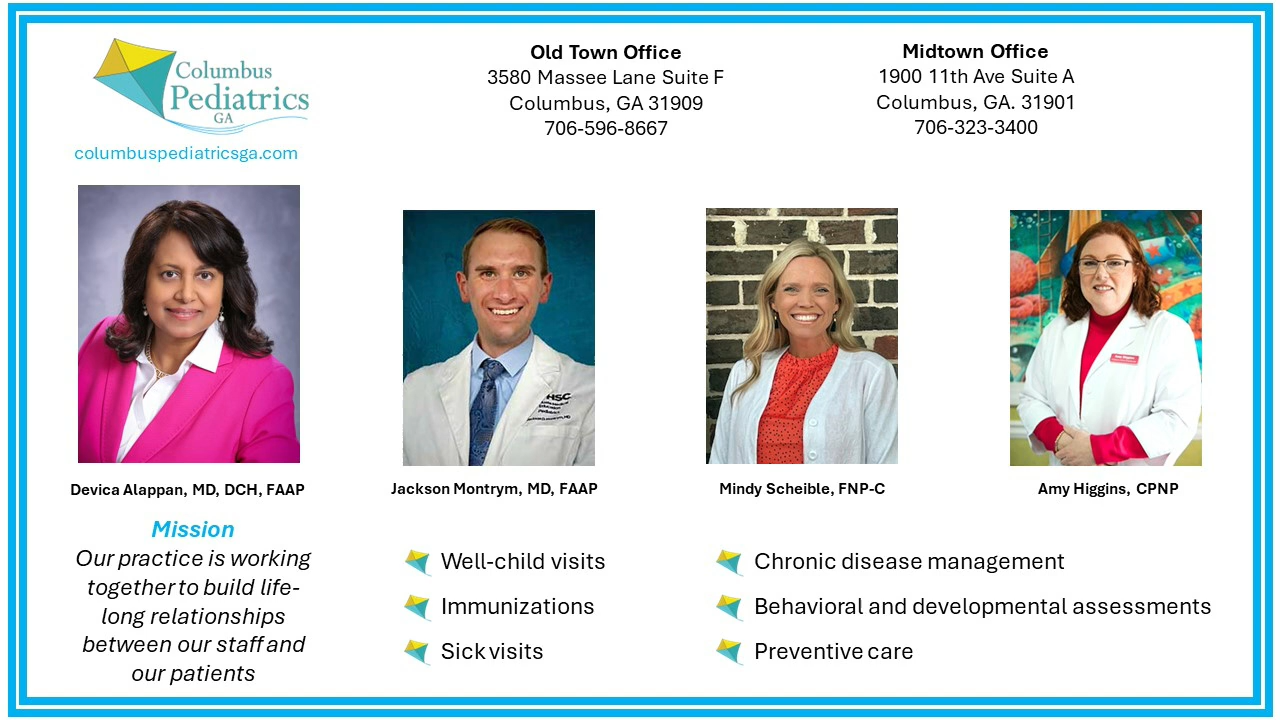 Columbus
Pediatrics
GA
columbuspediatricsga.com
Old Town Office
3580 Massee Lane Suite F
Columbus, GA 31909
706-596-8667
Midtown Office
1900 11th Ave Suite A
Columbus, GA. 31901
706-323-3400
HSC
Devica Alappan, MD, DCH, FAAP
Jackson Montrym, MD, FAAP
Mindy Scheible, FNP-C
Amy Higgins, CPNP
Mission
Our practice is working
together to build life-
long relationships
between our staff and
our patients
Well-child visits
Immunizations
Sick visits
Chronic disease management
Behavioral and developmental assessments
Preventive care